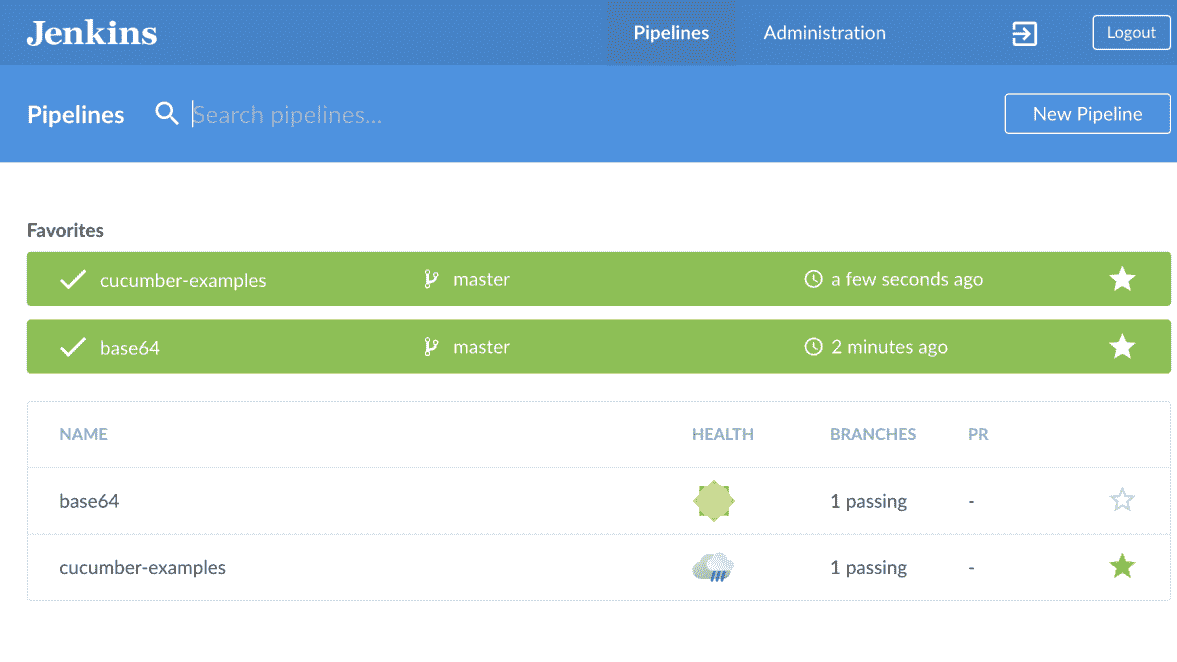 Jenkins Pipelines Administration Logout
Pipelines Search pipelines... New Pipeline
Favorites
cucumber-examples master a few seconds ago
base64 master 2 minutes ago
NAME HEALTH BRANCHES PR
base64 1 passing -
cucumber-examples 1 passing -